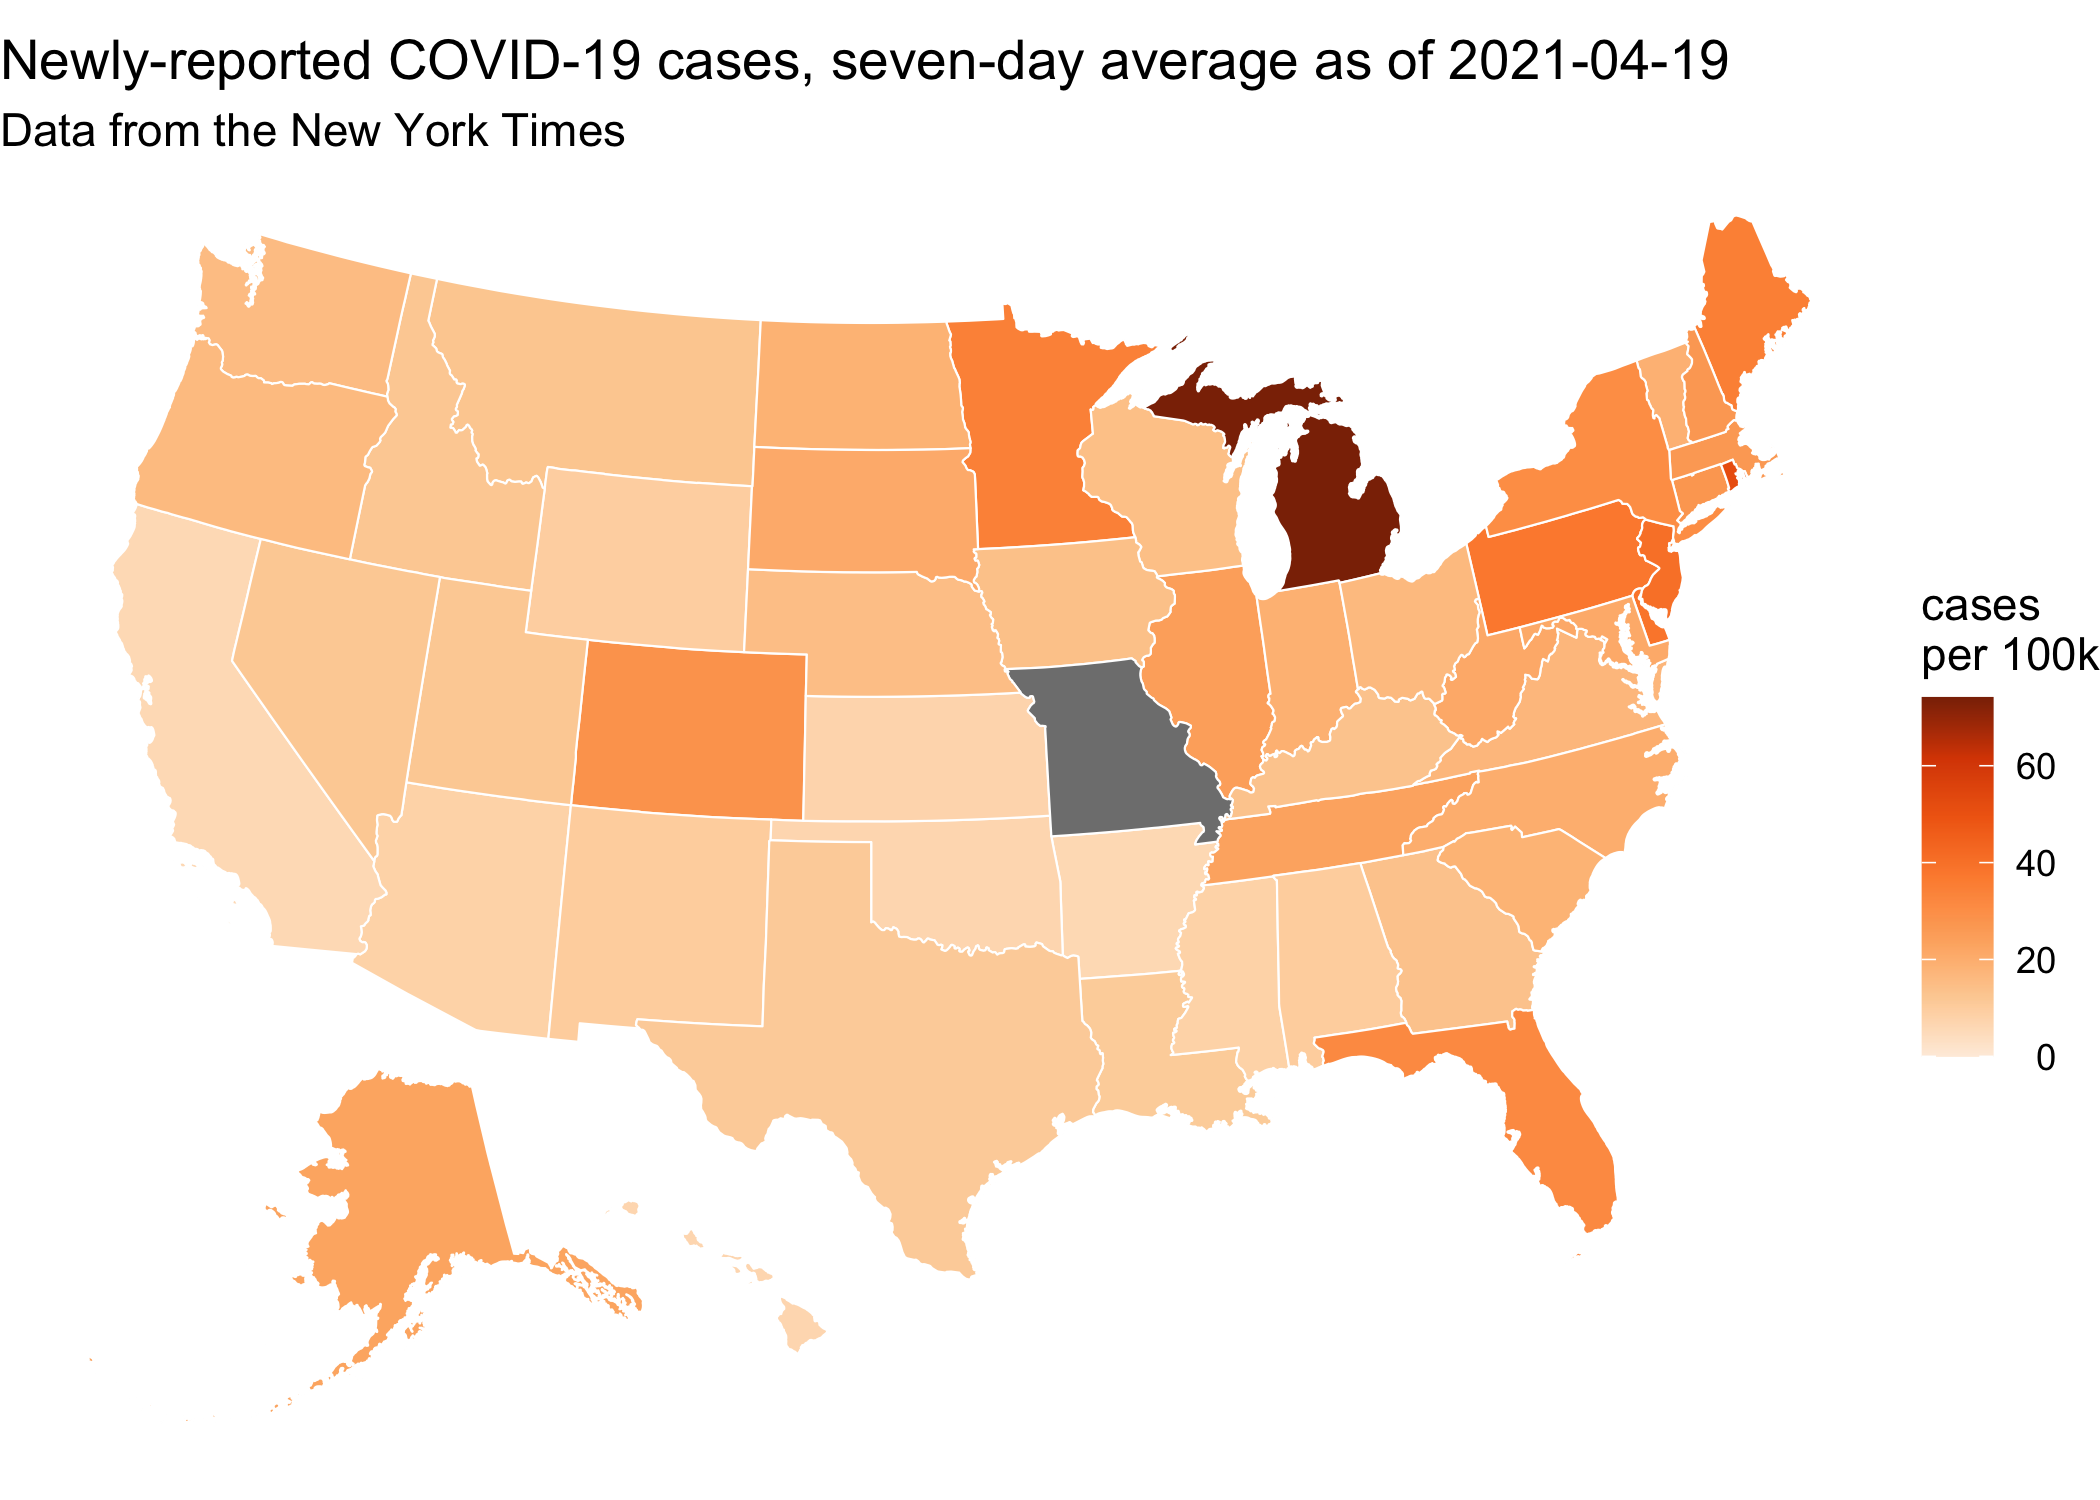 Newly-reported COVID-19 cases, seven-day average as of 2021-04-19
Data from the New York Times
cases
per 100k
60
40
20
0